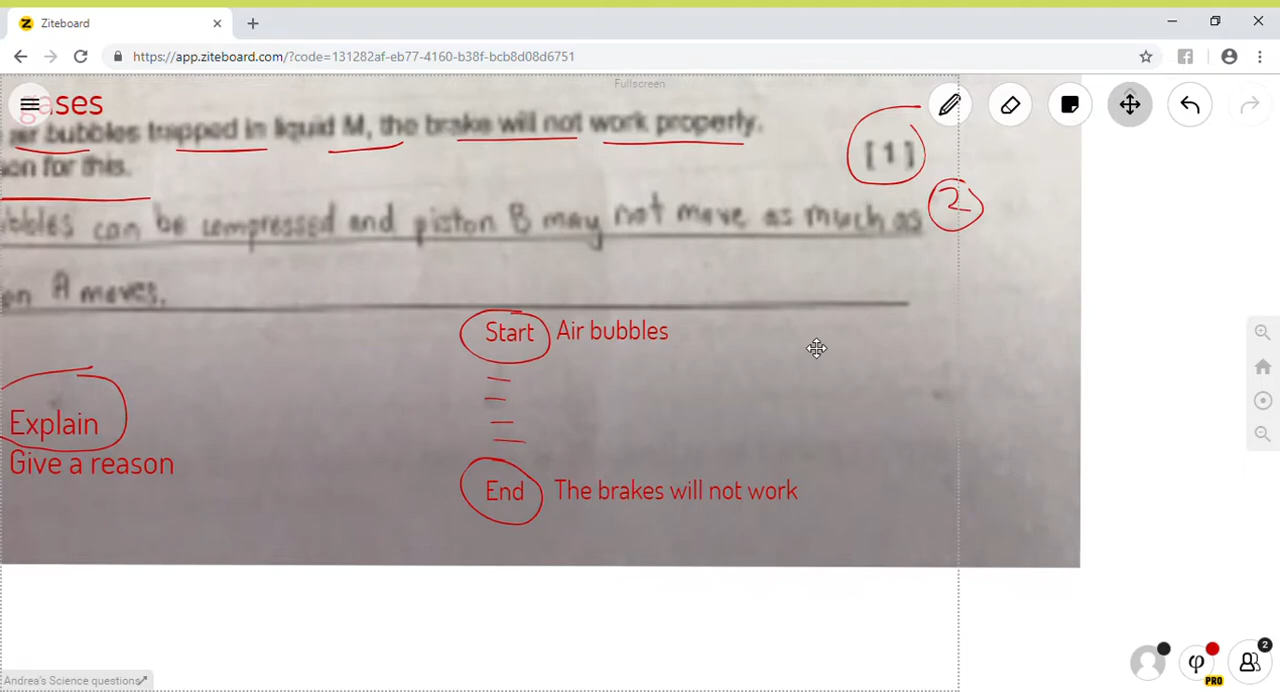 Ziteboard
https://app.ziteboard.com/?code=131282af-eb77-4160-b38f-bcb8d08d6751
Fullscreen
gases
air bubbles trapped in liquid M, the brake will not work properly.
on for this.
[1]
2
bbles can be compressed and piston B may not move as much as
on A moves.
Start Air bubbles
Explain
Give a reason
End The brakes will not work
Andrea's Science questions
2
φ
PRO